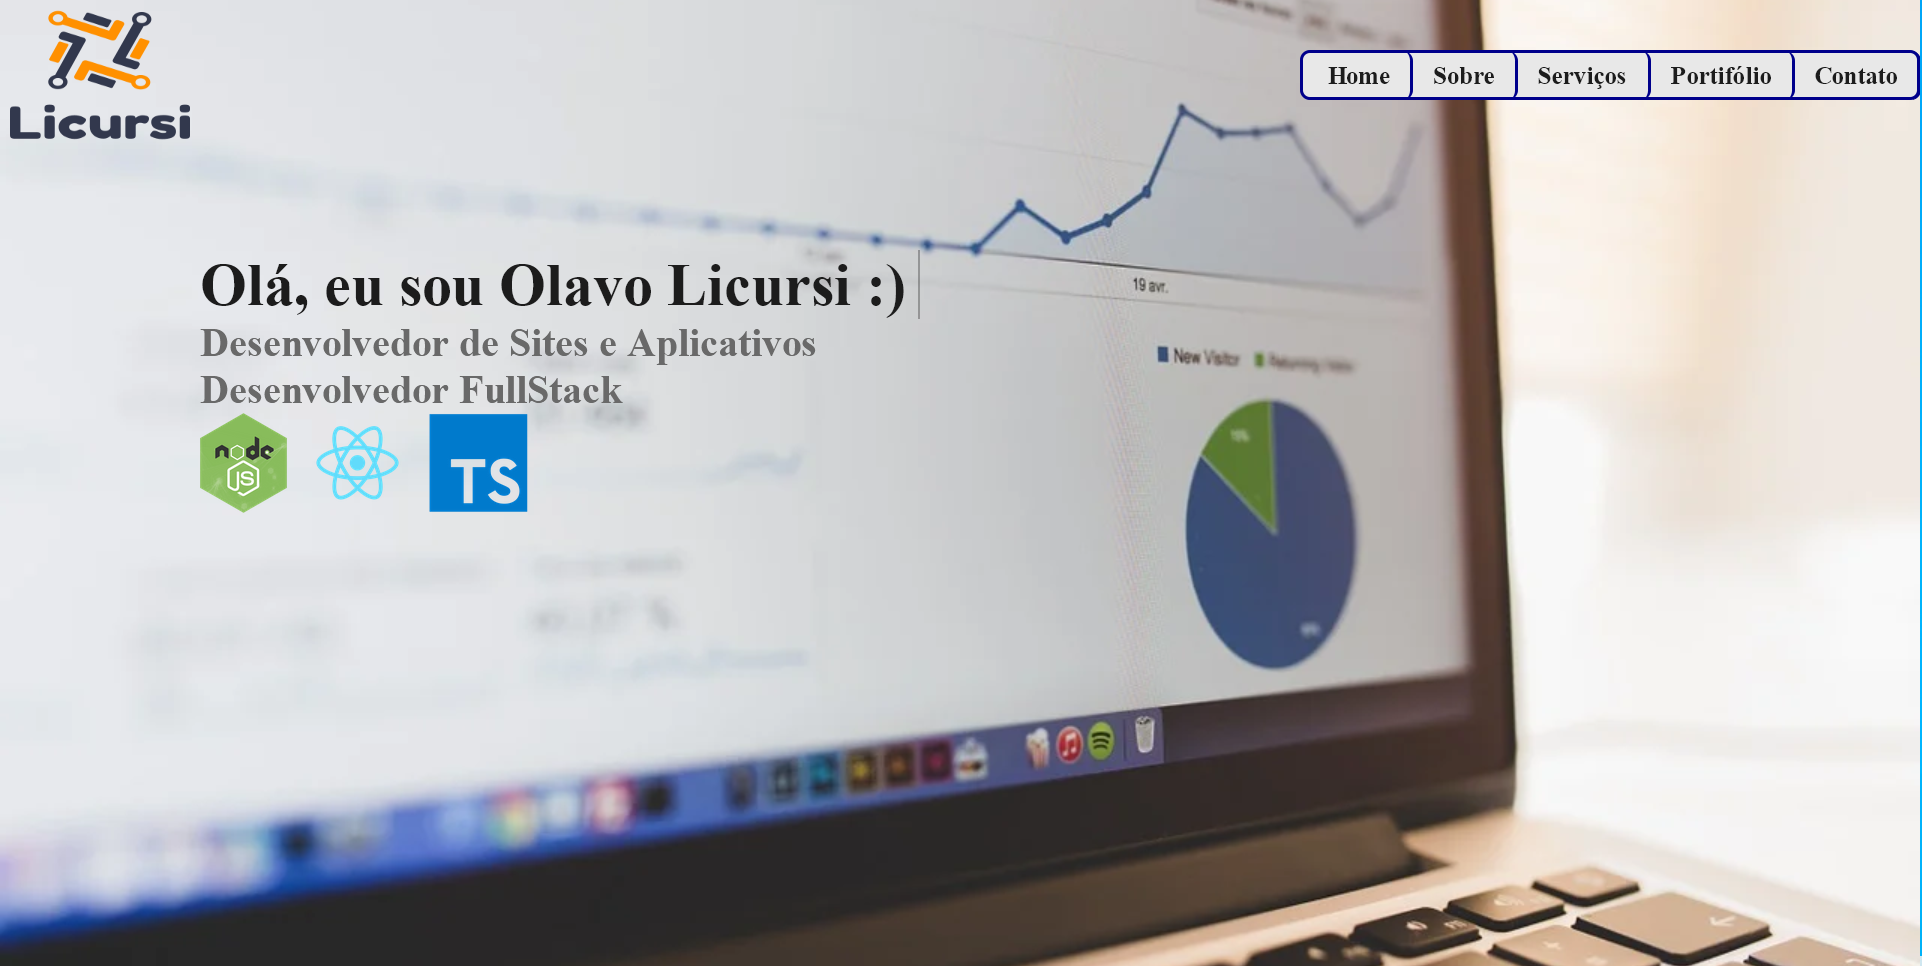 Licursi
Home
Sobre
Serviços
Portifólio
Contato
Olá, eu sou Olavo Licursi :)
19 avr.
Desenvolvedor de Sites e Aplicativos
New Visitor
Desenvolvedor FullStack
node
JS
TS